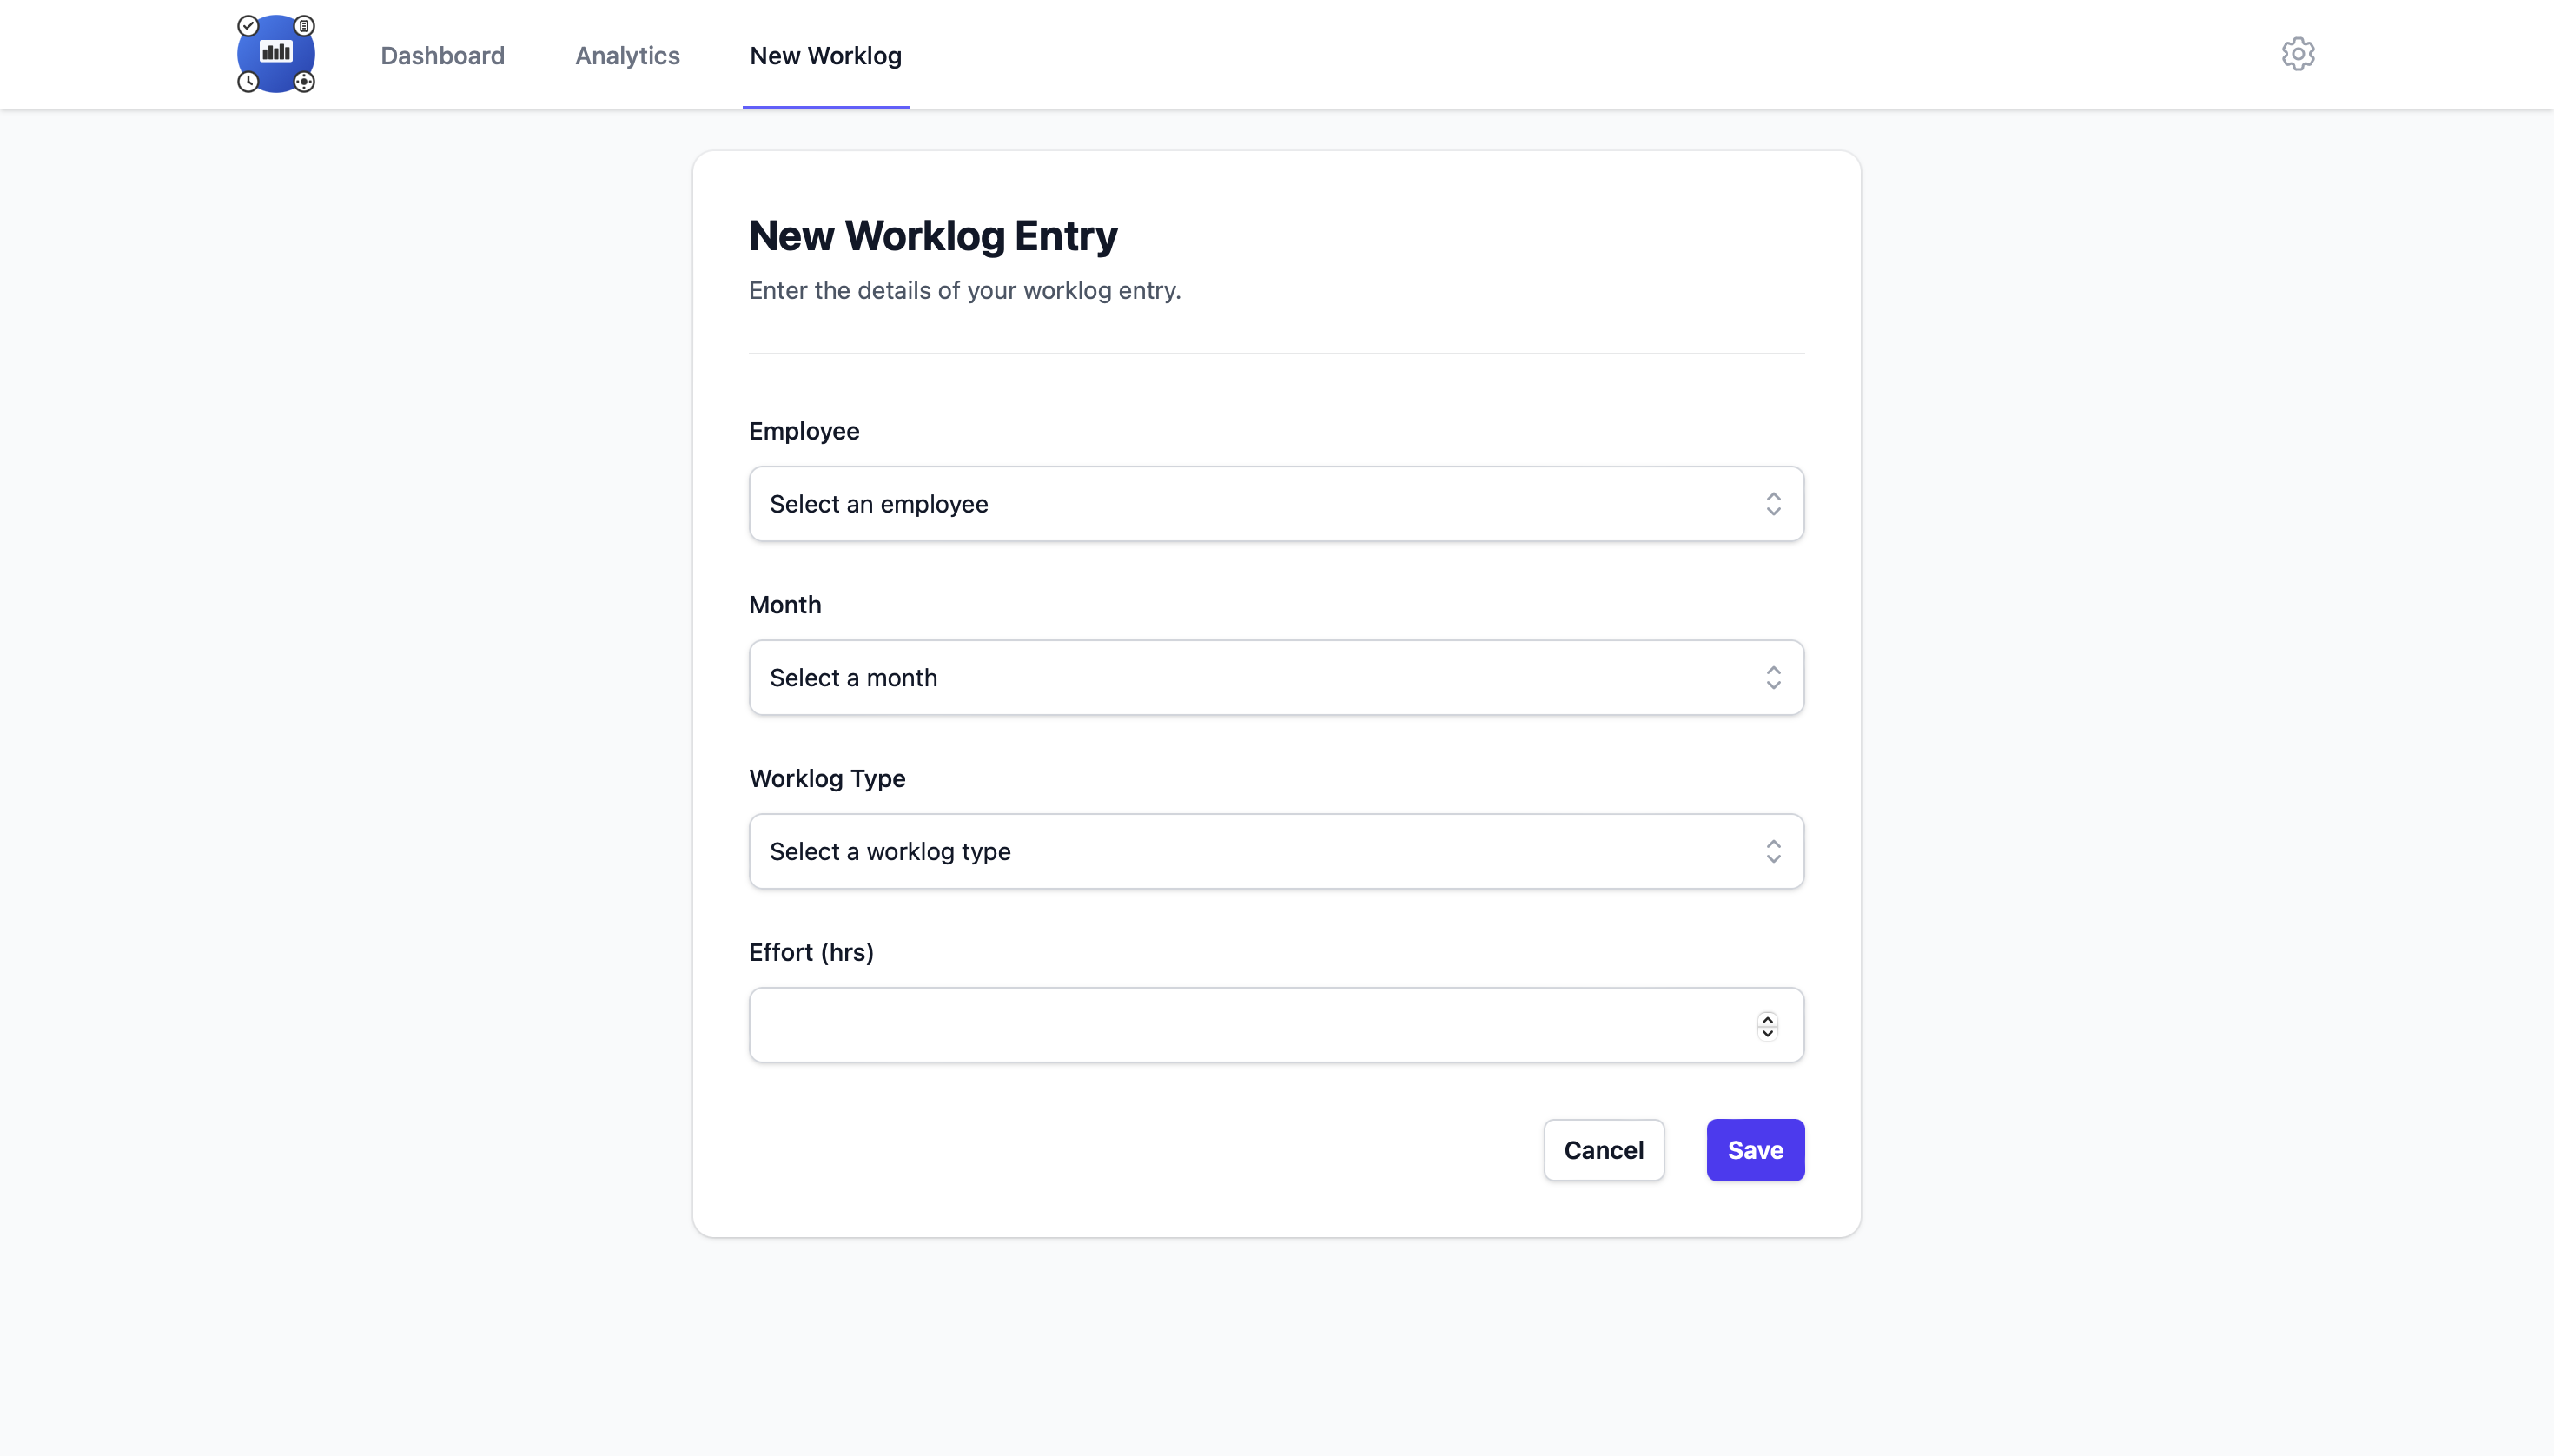 Dashboard
Analytics
New Worklog
New Worklog Entry
Enter the details of your worklog entry.
Employee
Select an employee
Month
Select a month
Worklog Type
Select a worklog type
Effort (hrs)
Cancel
Save